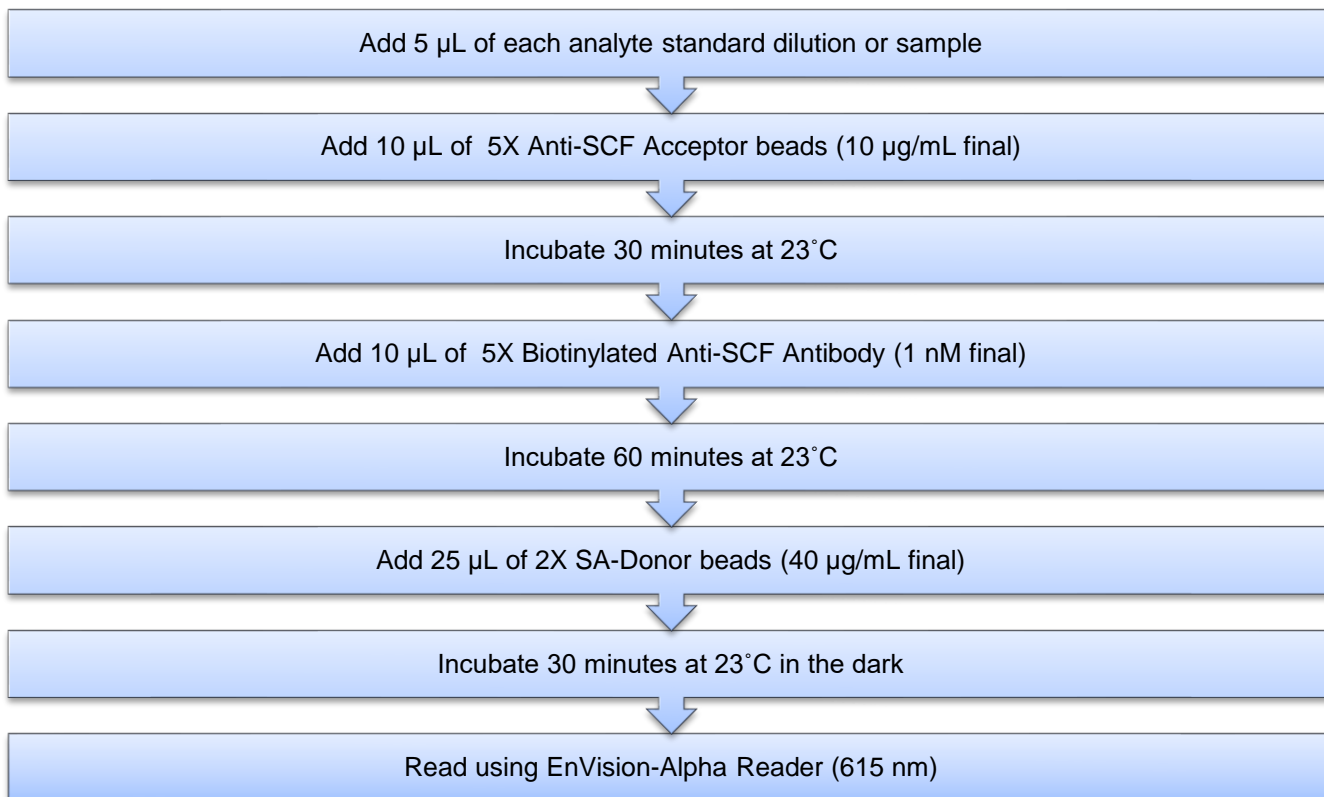 Add 5 µL of each analyte standard dilution or sample
Add 10 µL of  5X Anti-SCF Acceptor beads (10 µg/mL final)
Incubate 30 minutes at 23˚C
Add 10 µL of  5X Biotinylated Anti-SCF Antibody (1 nM final)
Incubate 60 minutes at 23˚C
Add 25 µL of 2X SA-Donor beads (40 µg/mL final)
Incubate 30 minutes at 23˚C in the dark
Read using EnVision-Alpha Reader (615 nm)